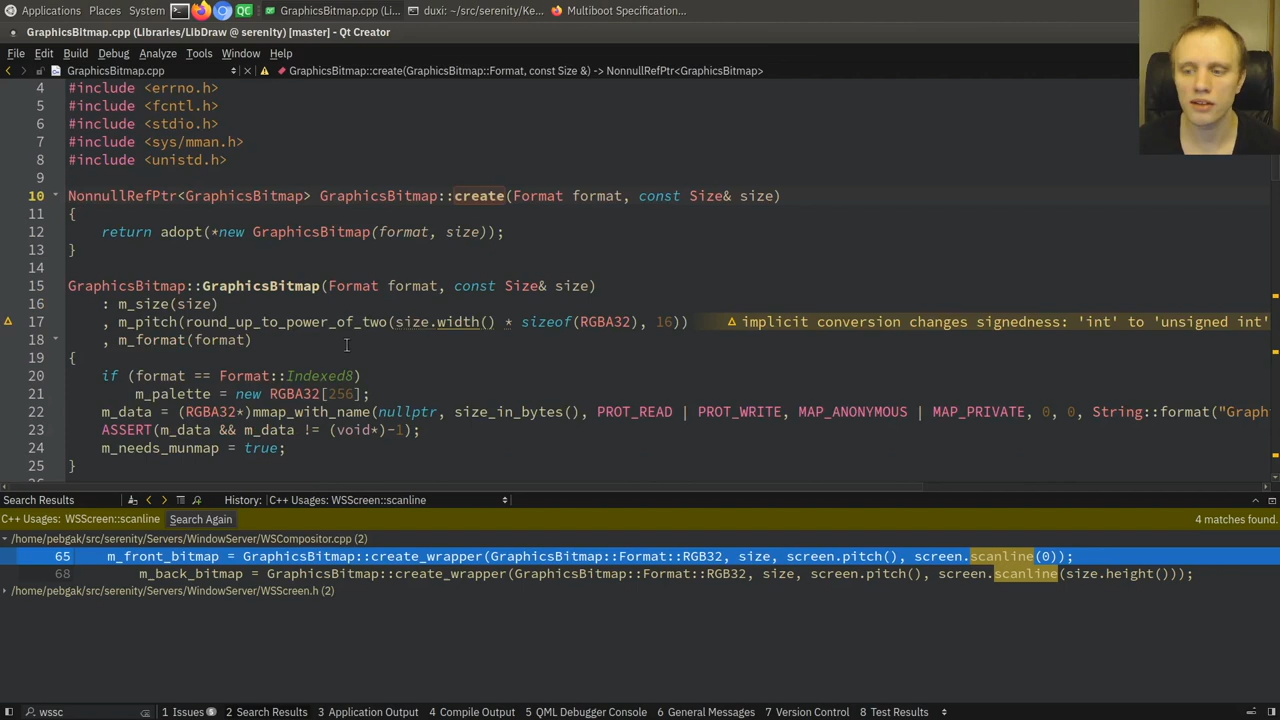 Applications Places System GraphicsBitmap.cpp (Li... duxi: ~/src/serenity/Ke... Multiboot Specification...
GraphicsBitmap.cpp (Libraries/LibDraw @ serenity) [master] - Qt Creator
File Edit Build Debug Analyze Tools Window Help
GraphicsBitmap.cpp GraphicsBitmap::create(GraphicsBitmap::Format, const Size &) -> NonnullRefPtr<GraphicsBitmap>
4 #include <errno.h>
5 #include <fcntl.h>
6 #include <stdio.h>
7 #include <sys/mman.h>
8 #include <unistd.h>
9
10 NonnullRefPtr<GraphicsBitmap> GraphicsBitmap::create(Format format, const Size& size)
11 {
12 return adopt(*new GraphicsBitmap(format, size));
13 }
14
15 GraphicsBitmap::GraphicsBitmap(Format format, const Size& size)
16 : m_size(size)
17 , m_pitch(round_up_to_power_of_two(size.width() * sizeof(RGBA32), 16)) implicit conversion changes signedness: 'int' to 'unsigned int'
18 , m_format(format)
19 {
20 if (format == Format::Indexed8)
21 m_palette = new RGBA32[256];
22 m_data = (RGBA32*)mmap_with_name(nullptr, size_in_bytes(), PROT_READ | PROT_WRITE, MAP_ANONYMOUS | MAP_PRIVATE, 0, 0, String::format("Graph
23 ASSERT(m_data && m_data != (void*)-1);
24 m_needs_munmap = true;
25 }
Search Results History: C++ Usages: WSScreen::scanline
C++ Usages: WSScreen::scanline Search Again 4 matches found.
/home/pebgak/src/serenity/Servers/WindowServer/WSCompositor.cpp (2)
65 m_front_bitmap = GraphicsBitmap::create_wrapper(GraphicsBitmap::Format::RGB32, size, screen.pitch(), screen.scanline(0));
68 m_back_bitmap = GraphicsBitmap::create_wrapper(GraphicsBitmap::Format::RGB32, size, screen.pitch(), screen.scanline(size.height()));
/home/pebgak/src/serenity/Servers/WindowServer/WSScreen.h (2)
wssc 1 Issues 5 2 Search Results 3 Application Output 4 Compile Output 5 QML Debugger Console 6 General Messages 7 Version Control 8 Test Results